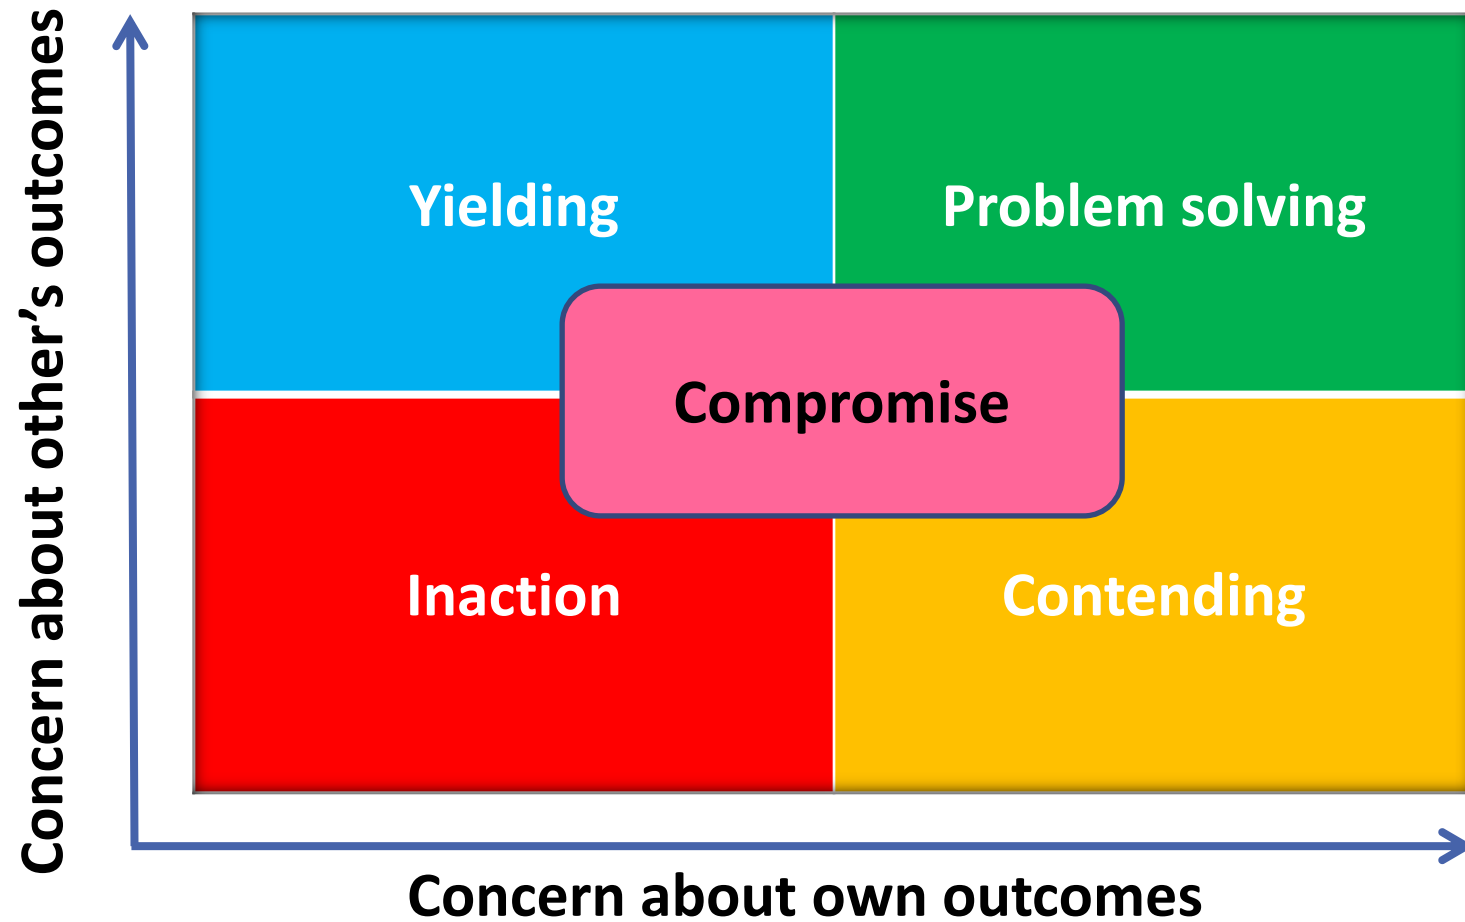 Concern about other’s outcomes
Yielding
Problem solving
Compromise
Inaction
Contending
Concern about own outcomes